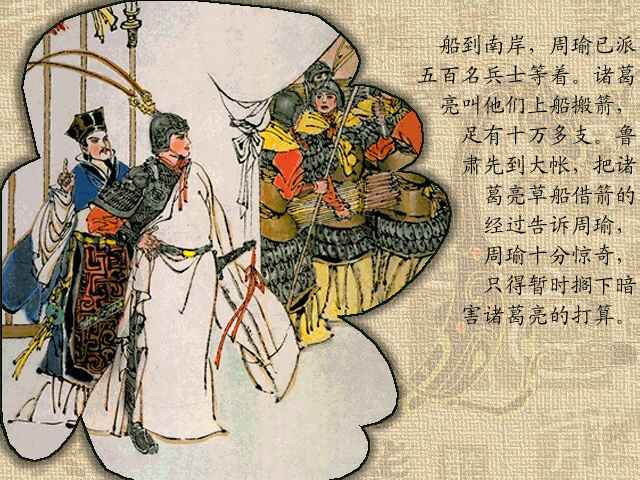 船到南岸，周瑜已派
五百名兵士等着。诸葛
亮叫他们上船搬箭，
足有十万多支。鲁
肃先到大帐，把诸
葛亮草船借箭的
经过告诉周瑜，
周瑜十分惊奇，
只得暂时搁下暗
害诸葛亮的打算。